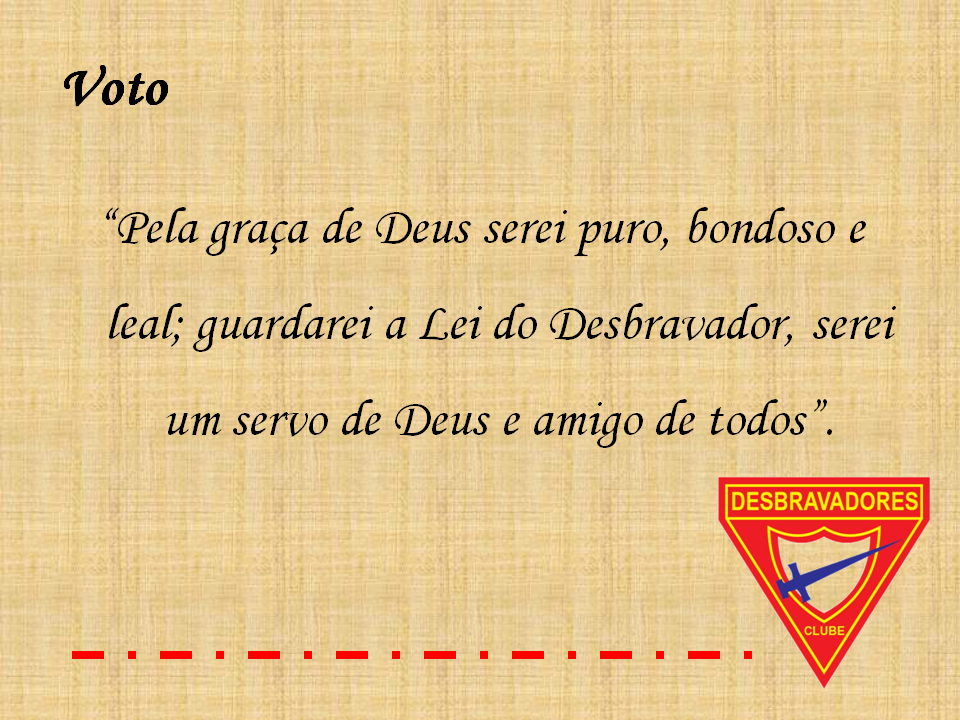 Voto
“Pela graça de Deus serei puro, bondoso e
leal; guardarei a Lei do Desbravador, serei
um servo de Deus e amigo de todos”.
DESBRAVADORES
CLUBE